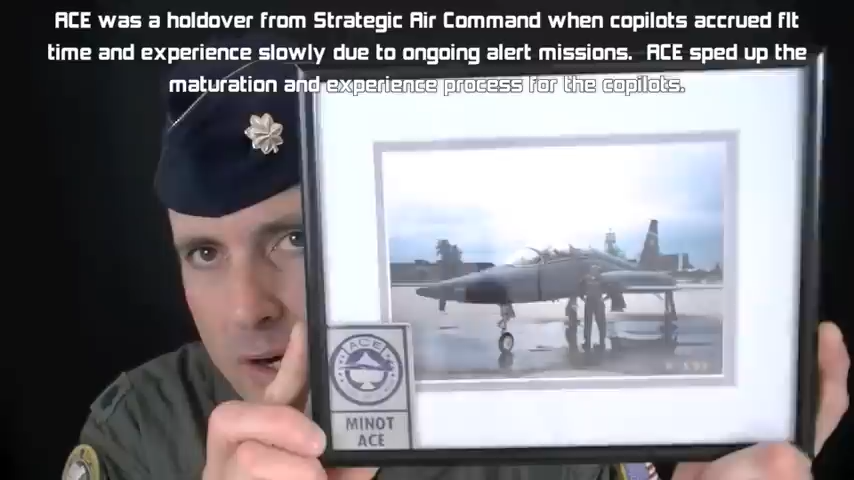 ACE was a holdover from Strategic Air Command when copilots accrued flt
time and experience slowly due to ongoing alert missions.  ACE sped up the
maturation and experience process for the copilots.
ACE
MINOT
ACE